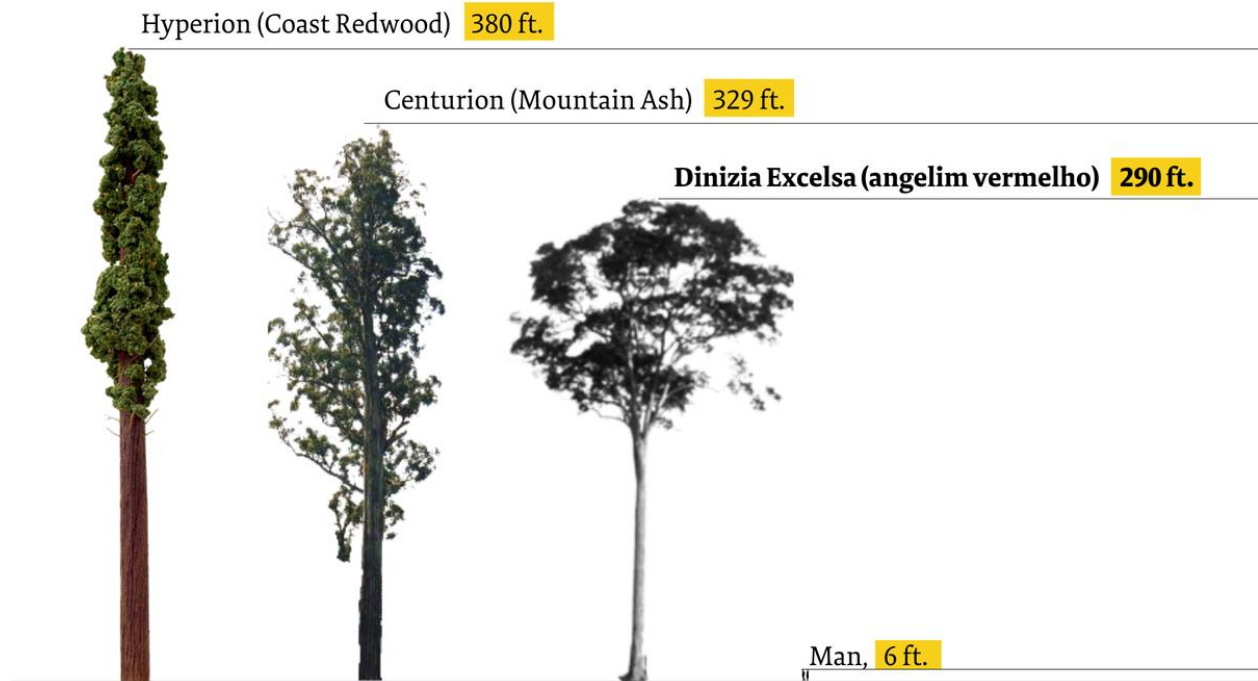 Hyperion (Coast Redwood) 380 ft.
Centurion (Mountain Ash) 329 ft.
Dinizia Excelsa (angelim vermelho) 290 ft.
Man, 6 ft.